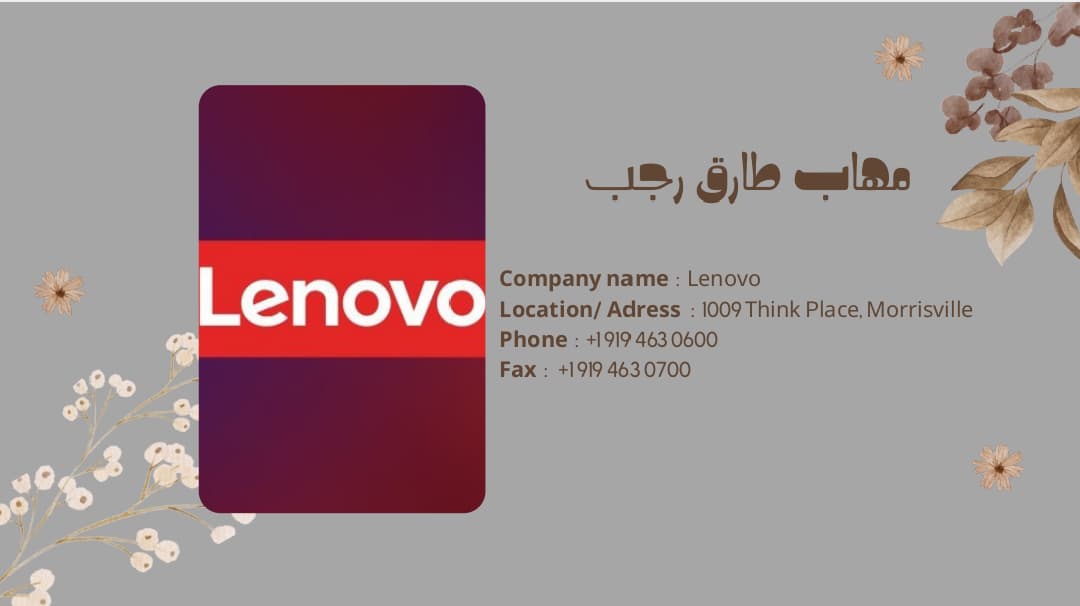 مهاب طارق رجب
Lenovo
Company name : Lenovo
Location/ Adress : 1009 Think Place, Morrisville
Phone : +1 919 463 0600
Fax : +1 919 463 0700